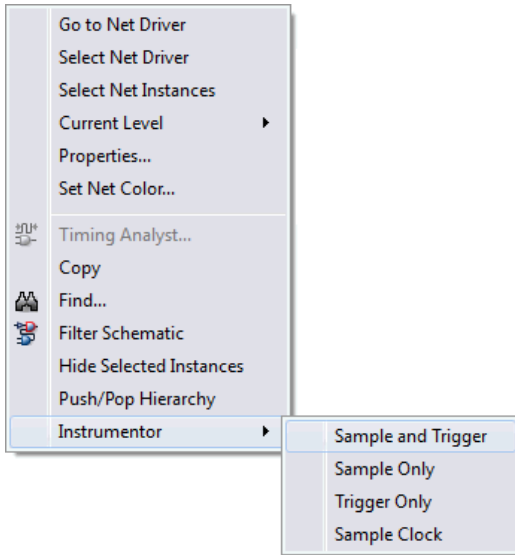 Go to Net Driver
Select Net Driver
Select Net Instances
Current Level
Properties...
Set Net Color...
Timing Analyst...
Copy
Find...
Filter Schematic
Hide Selected Instances
Push/Pop Hierarchy
Instrumentor
Sample and Trigger
Sample Only
Trigger Only
Sample Clock